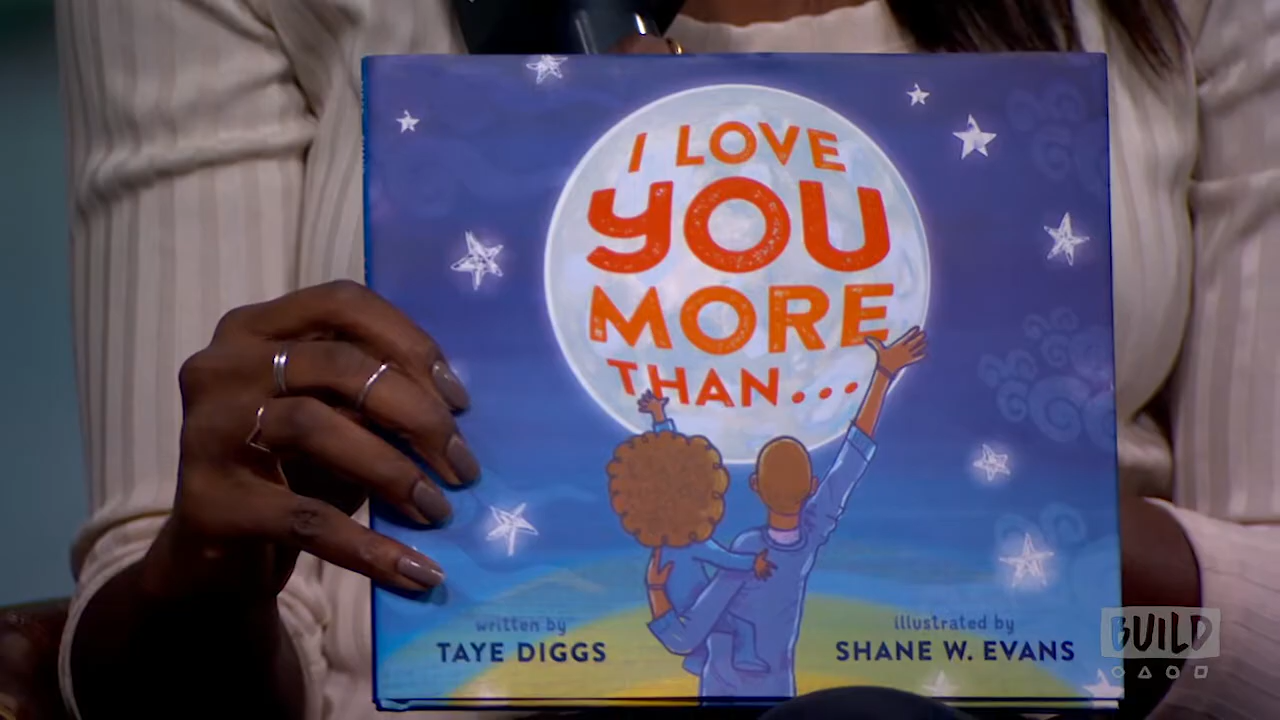 I LOVE
YOU
MORE
THAN...
written by
TAYE DIGGS
illustrated by
SHANE W. EVANS
BUILD